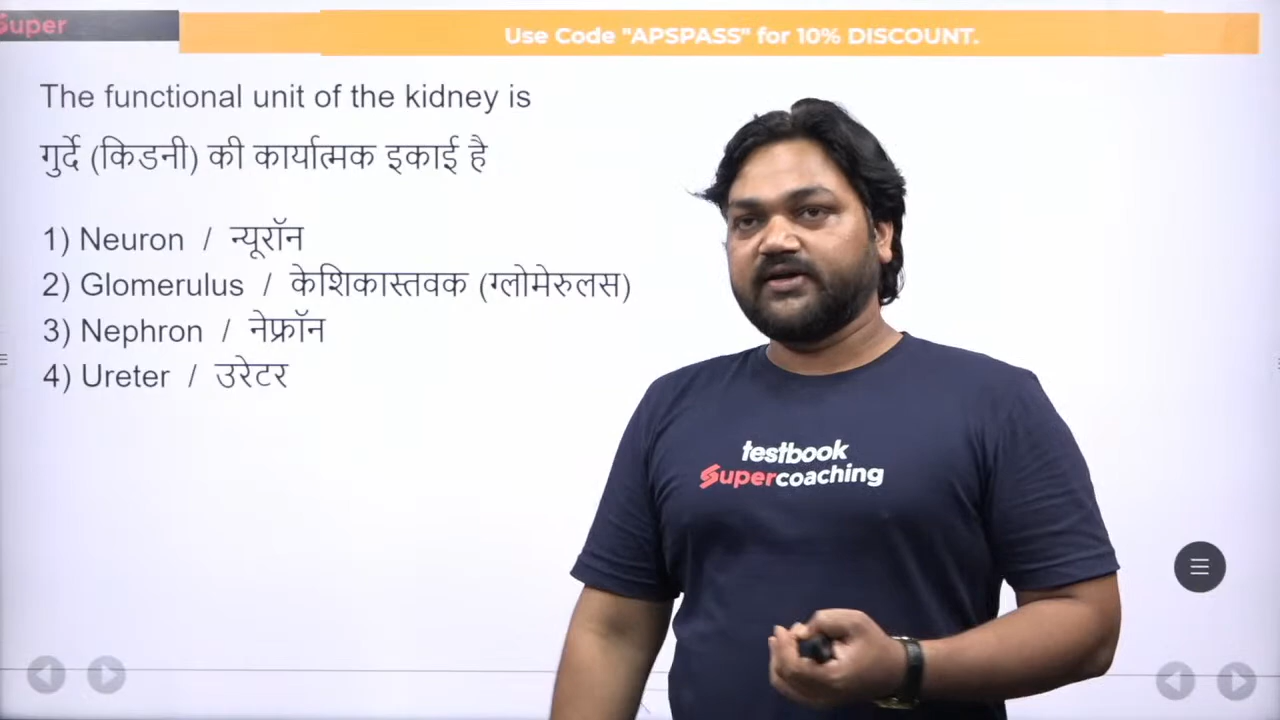 Super
Use Code "APSPASS" for 10% DISCOUNT.
The functional unit of the kidney is
गुर्दे (किडनी) की कार्यात्मक इकाई है
1) Neuron / न्यूरॉन
2) Glomerulus / केशिकास्तवक (ग्लोमेरुलस)
3) Nephron / नेफ्रॉन
4) Ureter / उरेटर
testbook
Supercoaching